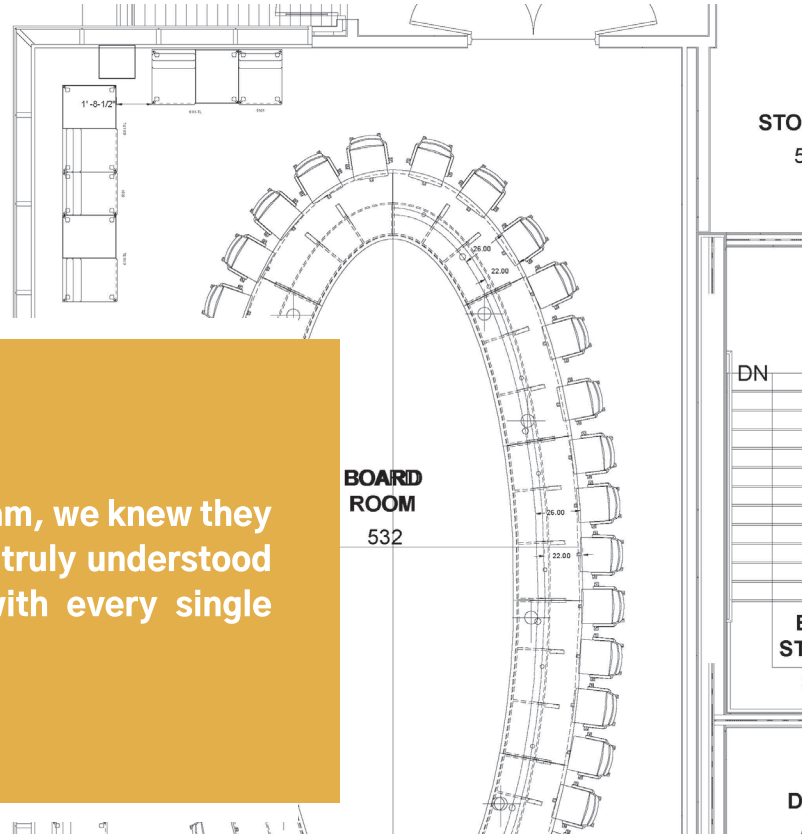 1'-8-1/2"
STO
26.00
22.00
DN
BOARD
ROOM
532
am, we knew they
truly understood
with every single
26.00
22.00
ST
D